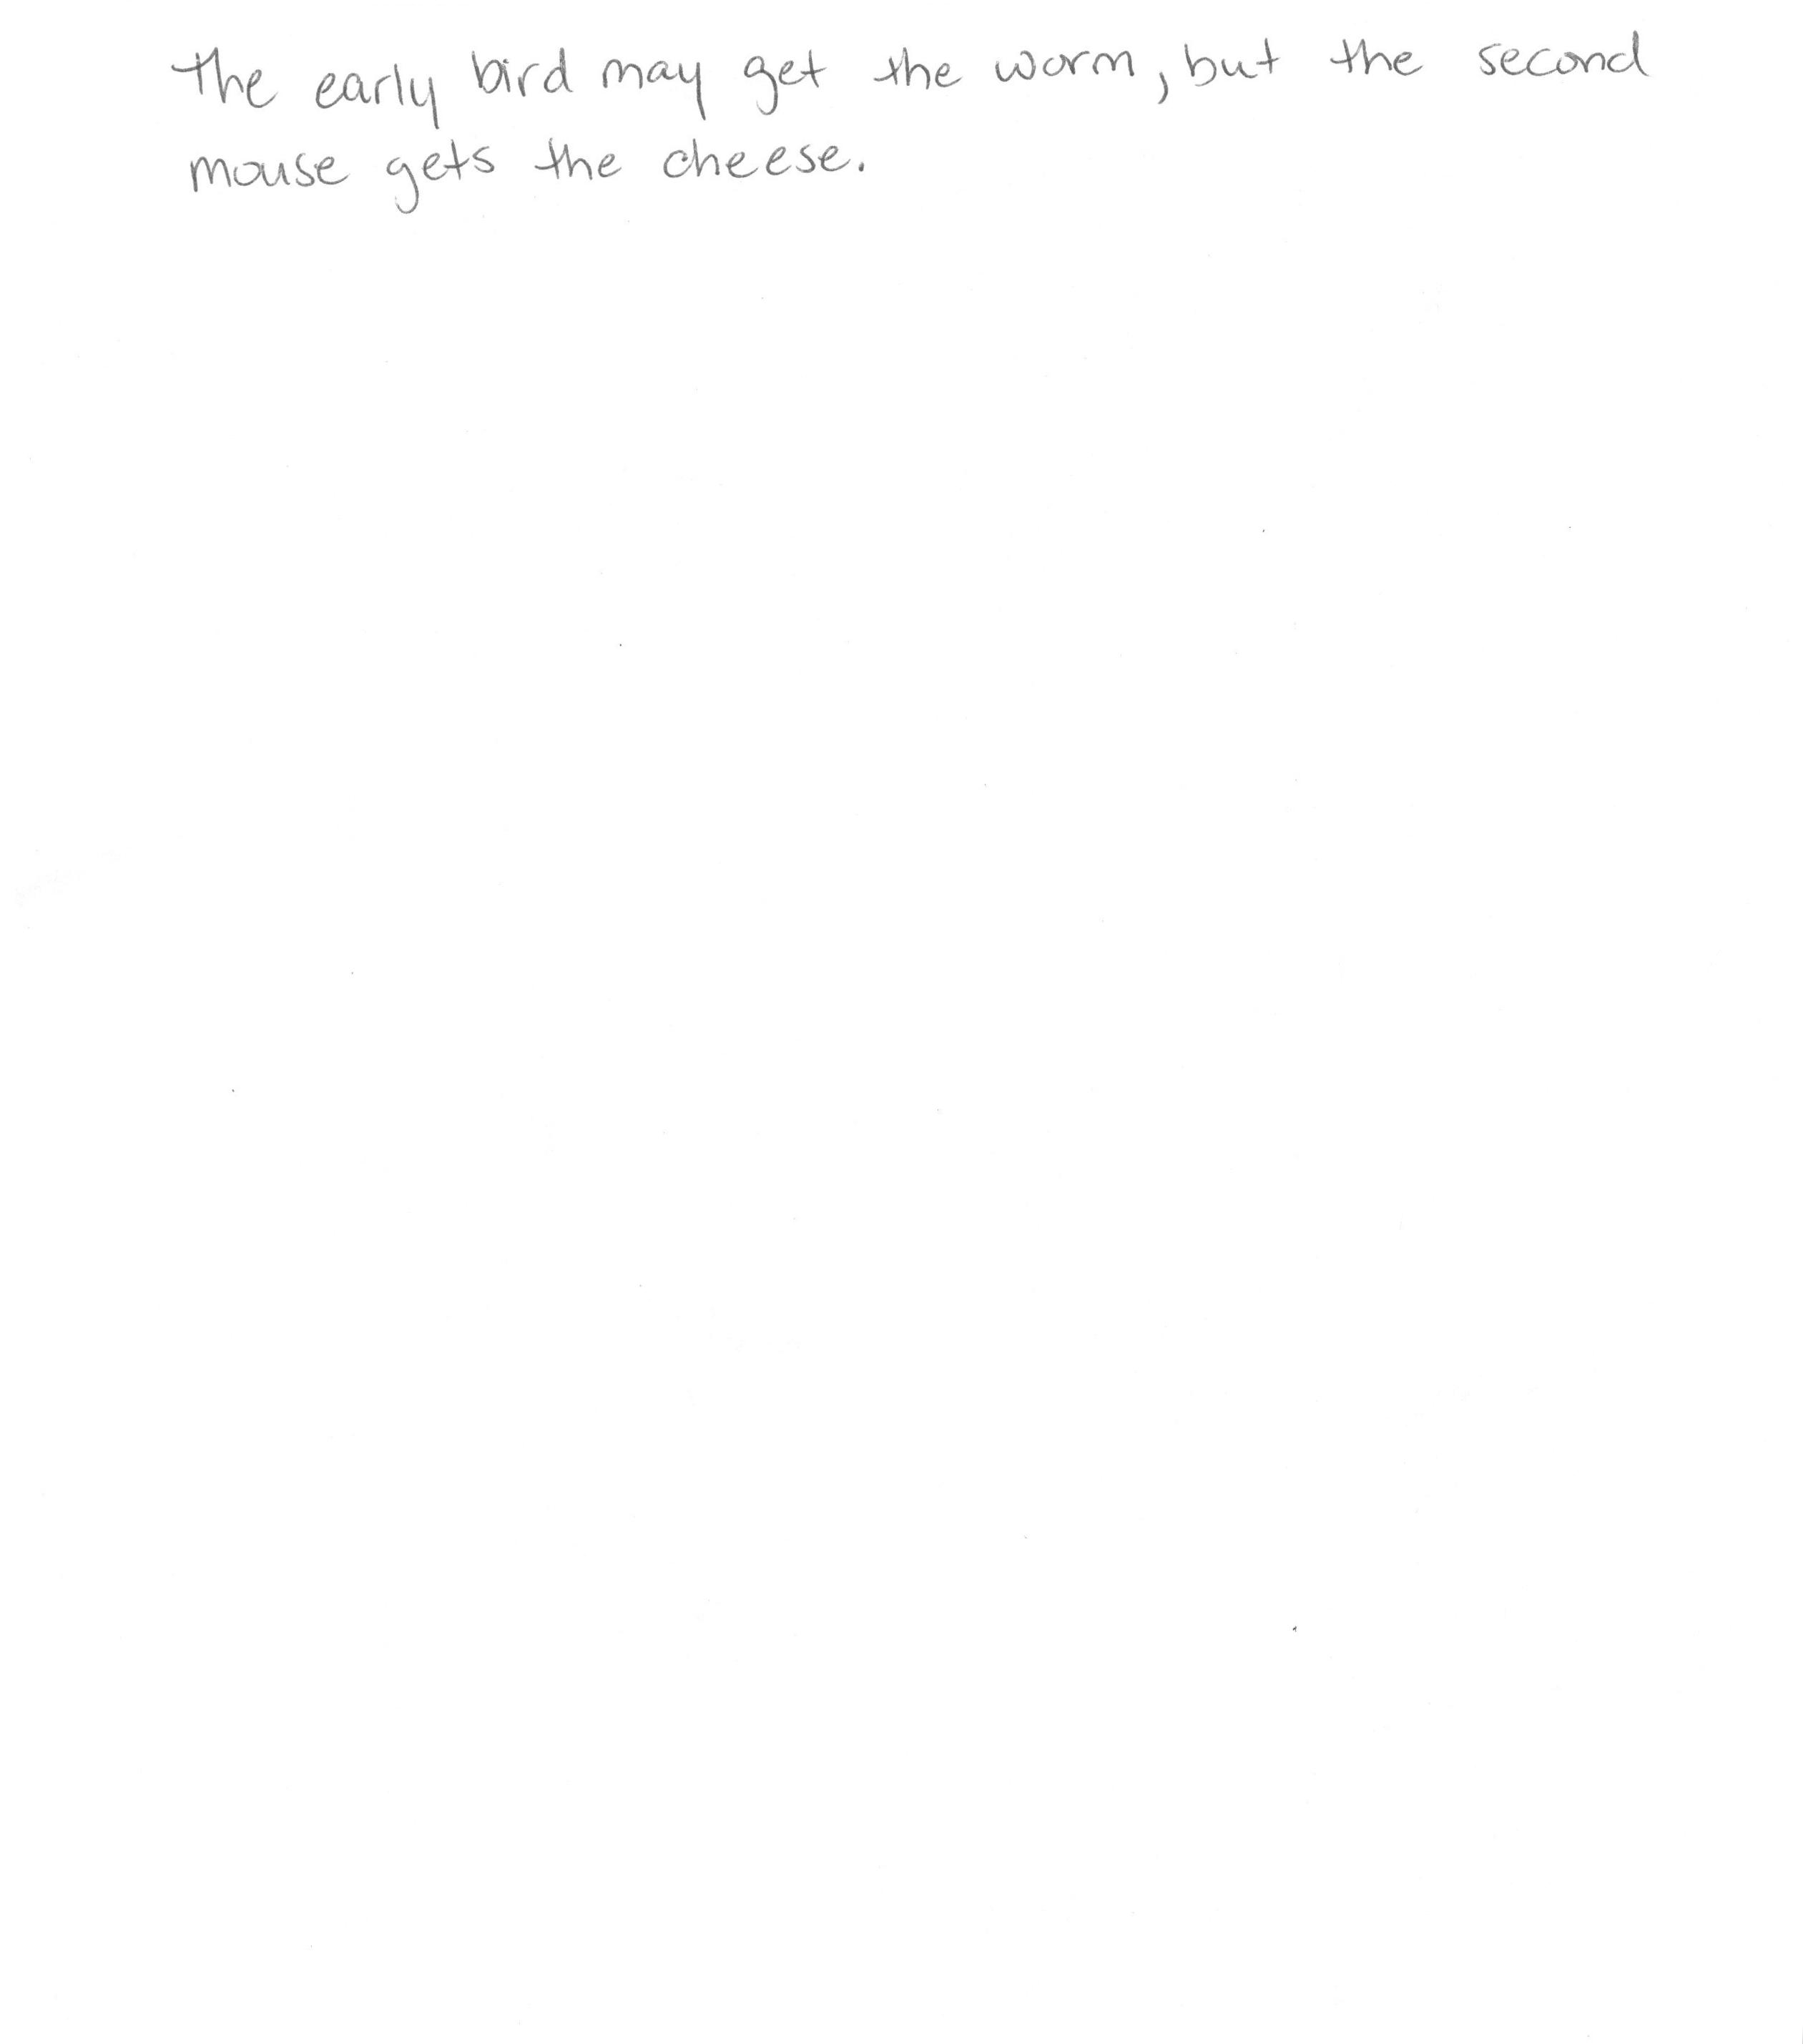 The early bird may get the worm, but the second
mouse gets the cheese.